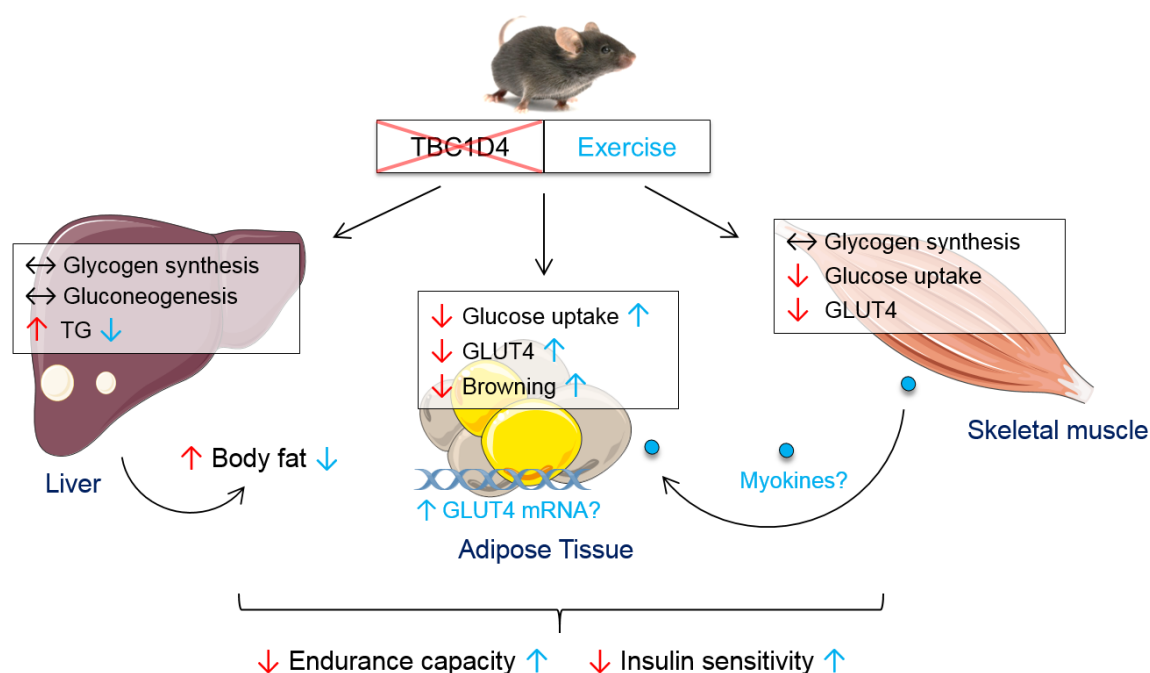 TBC1D4 Exercise
↔ Glycogen synthesis
↔ Gluconeogenesis
↑ TG ↓
Liver
↑ Body fat ↓
↓ Glucose uptake ↑
↓ GLUT4 ↑
↓ Browning ↑
↑ GLUT4 mRNA?
Adipose Tissue
↔ Glycogen synthesis
↓ Glucose uptake
↓ GLUT4
Skeletal muscle
Myokines?
↓ Endurance capacity ↑ ↓ Insulin sensitivity ↑